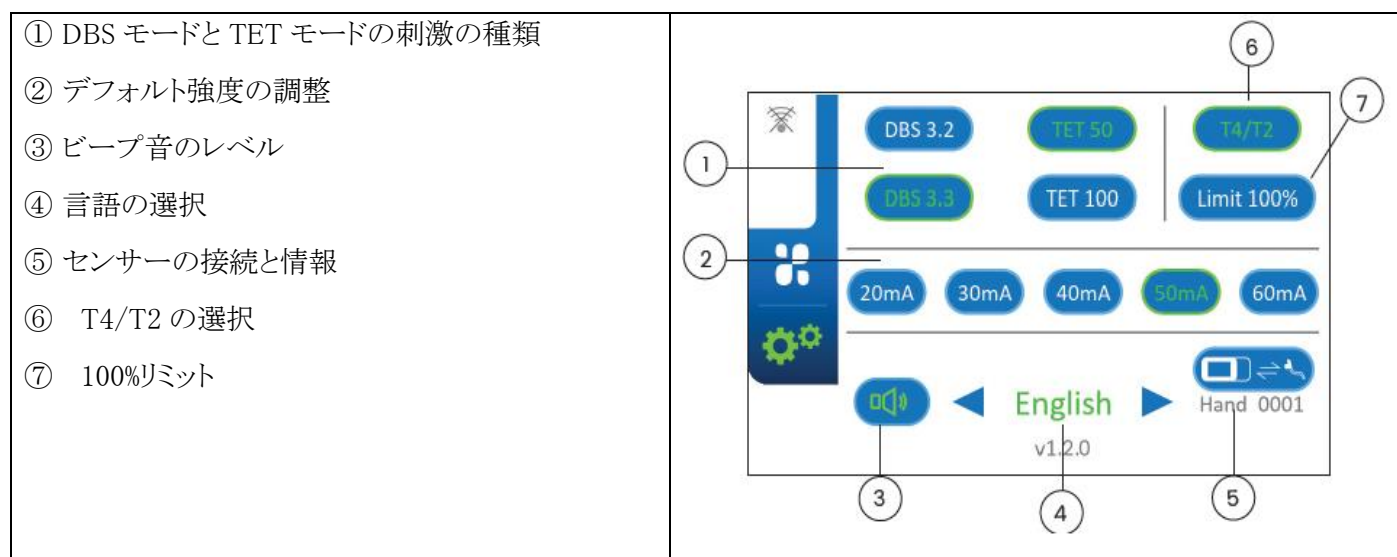 ① DBS モードと TET モードの刺激の種類
② デフォルト強度の調整
③ ビープ音のレベル
④ 言語の選択
⑤ センサーの接続と情報
⑥ T4/T2 の選択
⑦ 100%リミット
6
7
DBS 3.2 TET 50 T4/T2
1
DBS 3.3 TET 100 Limit 100%
2
20mA 30mA 40mA 50mA 60mA
English
Hand 0001
v1.2.0
3 4 5